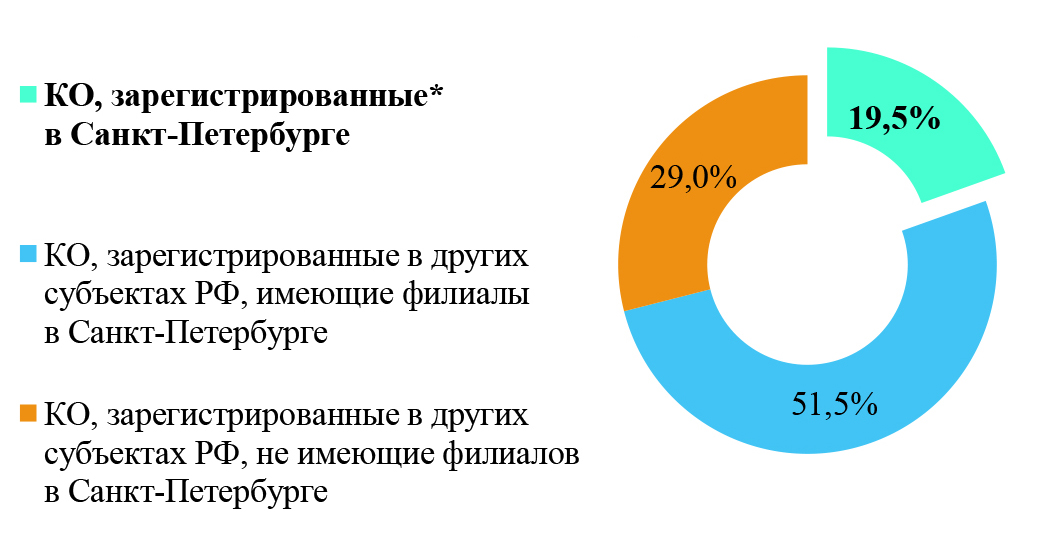 КО, зарегистрированные*
в Санкт-Петербурге
19,5%
29,0%
КО, зарегистрированные в других
субъектах РФ, имеющие филиалы
в Санкт-Петербурге
51,5%
КО, зарегистрированные в других
субъектах РФ, не имеющие филиалов
в Санкт-Петербурге